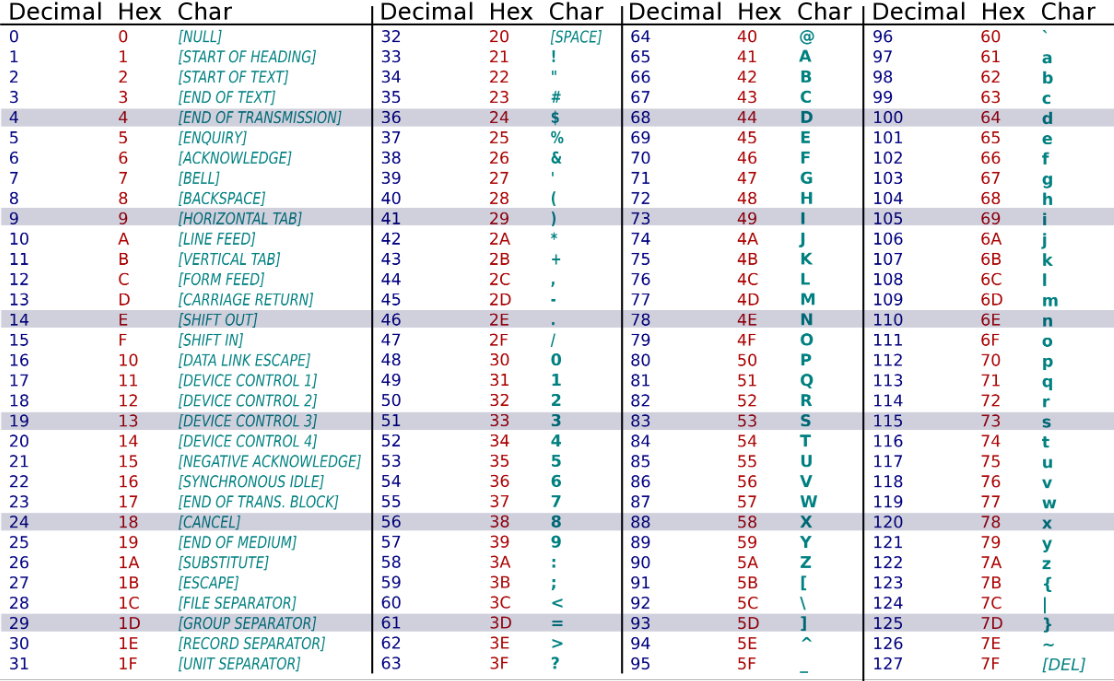 Decimal Hex Char Decimal Hex Char Decimal Hex Char Decimal Hex Char
0 0 [NULL] 32 20 [SPACE] 64 40 @ 96 60 `
1 1 [START OF HEADING] 33 21 ! 65 41 A 97 61 a
2 2 [START OF TEXT] 34 22 " 66 42 B 98 62 b
3 3 [END OF TEXT] 35 23 # 67 43 C 99 63 c
4 4 [END OF TRANSMISSION] 36 24 $ 68 44 D 100 64 d
5 5 [ENQUIRY] 37 25 % 69 45 E 101 65 e
6 6 [ACKNOWLEDGE] 38 26 & 70 46 F 102 66 f
7 7 [BELL] 39 27 ' 71 47 G 103 67 g
8 8 [BACKSPACE] 40 28 ( 72 48 H 104 68 h
9 9 [HORIZONTAL TAB] 41 29 ) 73 49 I 105 69 i
10 A [LINE FEED] 42 2A * 74 4A J 106 6A j
11 B [VERTICAL TAB] 43 2B + 75 4B K 107 6B k
12 C [FORM FEED] 44 2C , 76 4C L 108 6C l
13 D [CARRIAGE RETURN] 45 2D - 77 4D M 109 6D m
14 E [SHIFT OUT] 46 2E . 78 4E N 110 6E n
15 F [SHIFT IN] 47 2F / 79 4F O 111 6F o
16 10 [DATA LINK ESCAPE] 48 30 0 80 50 P 112 70 p
17 11 [DEVICE CONTROL 1] 49 31 1 81 51 Q 113 71 q
18 12 [DEVICE CONTROL 2] 50 32 2 82 52 R 114 72 r
19 13 [DEVICE CONTROL 3] 51 33 3 83 53 S 115 73 s
20 14 [DEVICE CONTROL 4] 52 34 4 84 54 T 116 74 t
21 15 [NEGATIVE ACKNOWLEDGE] 53 35 5 85 55 U 117 75 u
22 16 [SYNCHRONOUS IDLE] 54 36 6 86 56 V 118 76 v
23 17 [END OF TRANS. BLOCK] 55 37 7 87 57 W 119 77 w
24 18 [CANCEL] 56 38 8 88 58 X 120 78 x
25 19 [END OF MEDIUM] 57 39 9 89 59 Y 121 79 y
26 1A [SUBSTITUTE] 58 3A : 90 5A Z 122 7A z
27 1B [ESCAPE] 59 3B ; 91 5B [ 123 7B {
28 1C [FILE SEPARATOR] 60 3C < 92 5C \ 124 7C |
29 1D [GROUP SEPARATOR] 61 3D = 93 5D ] 125 7D }
30 1E [RECORD SEPARATOR] 62 3E > 94 5E ^ 126 7E ~
31 1F [UNIT SEPARATOR] 63 3F ? 95 5F _ 127 7F [DEL]